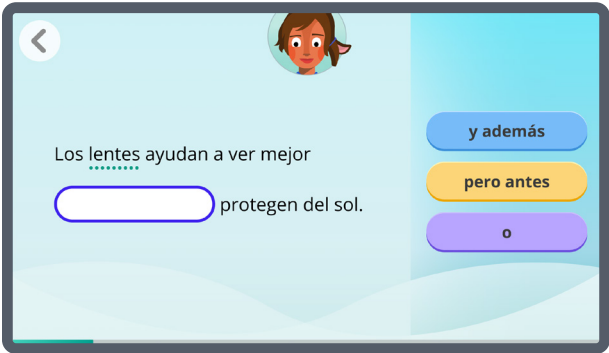 Los lentes ayudan a ver mejor
protegen del sol.
y además
pero antes
o